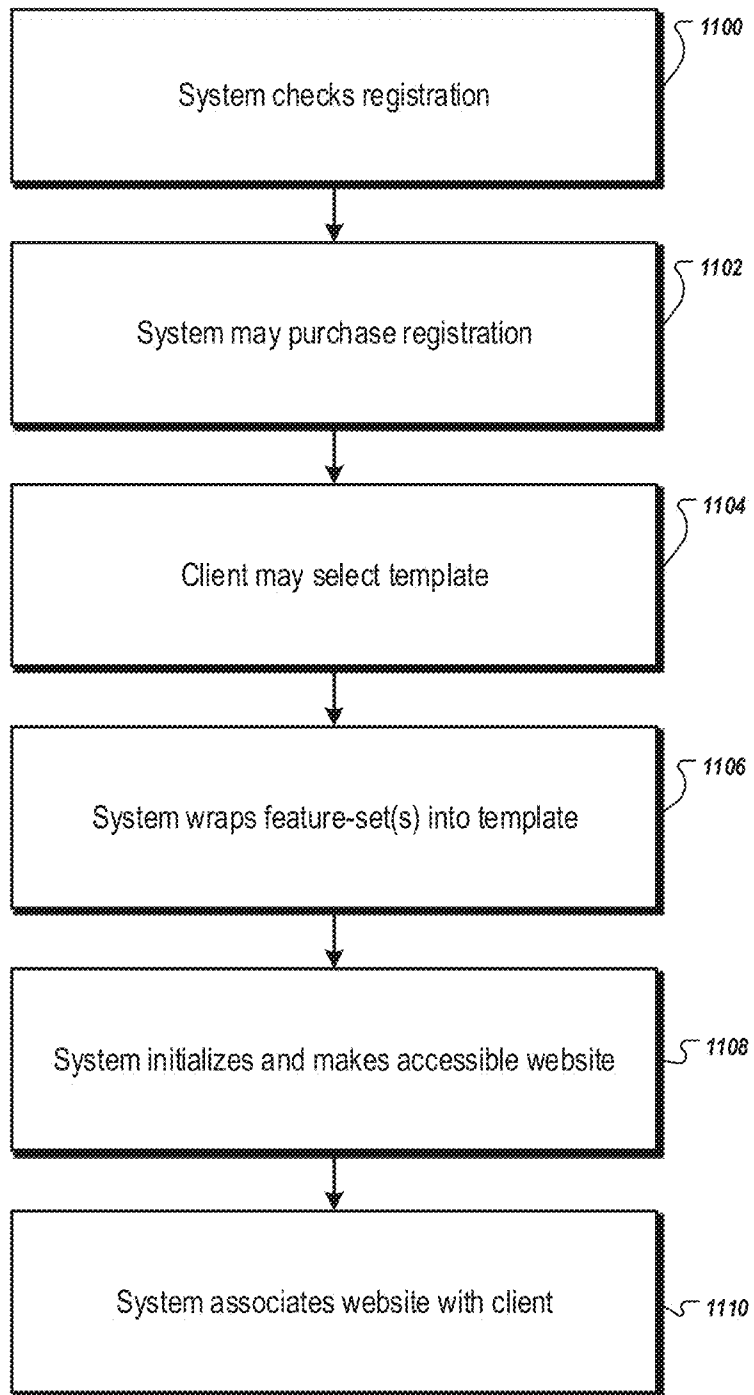 System checks registration
1100
System may purchase registration
1102
Client may select template
1104
System wraps feature-set(s) into template
1106
System initializes and makes accessible website
1108
System associates website with client
1110